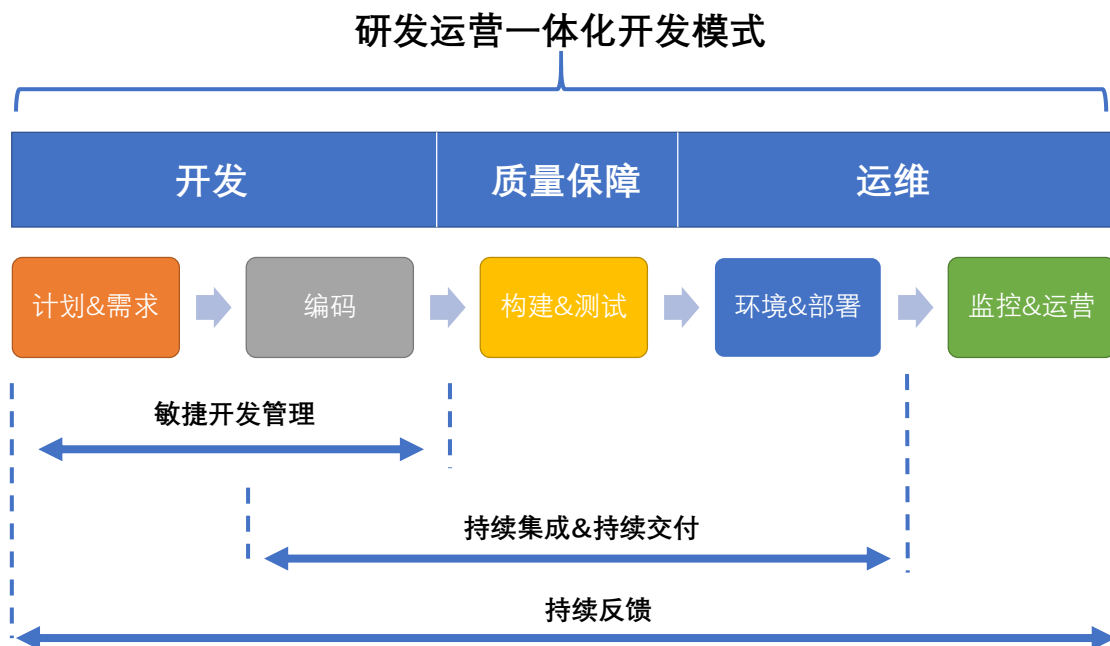 研发运营一体化开发模式
开发
质量保障
运维
计划&需求
编码
构建&测试
环境&部署
监控&运营
敏捷开发管理
持续集成&持续交付
持续反馈